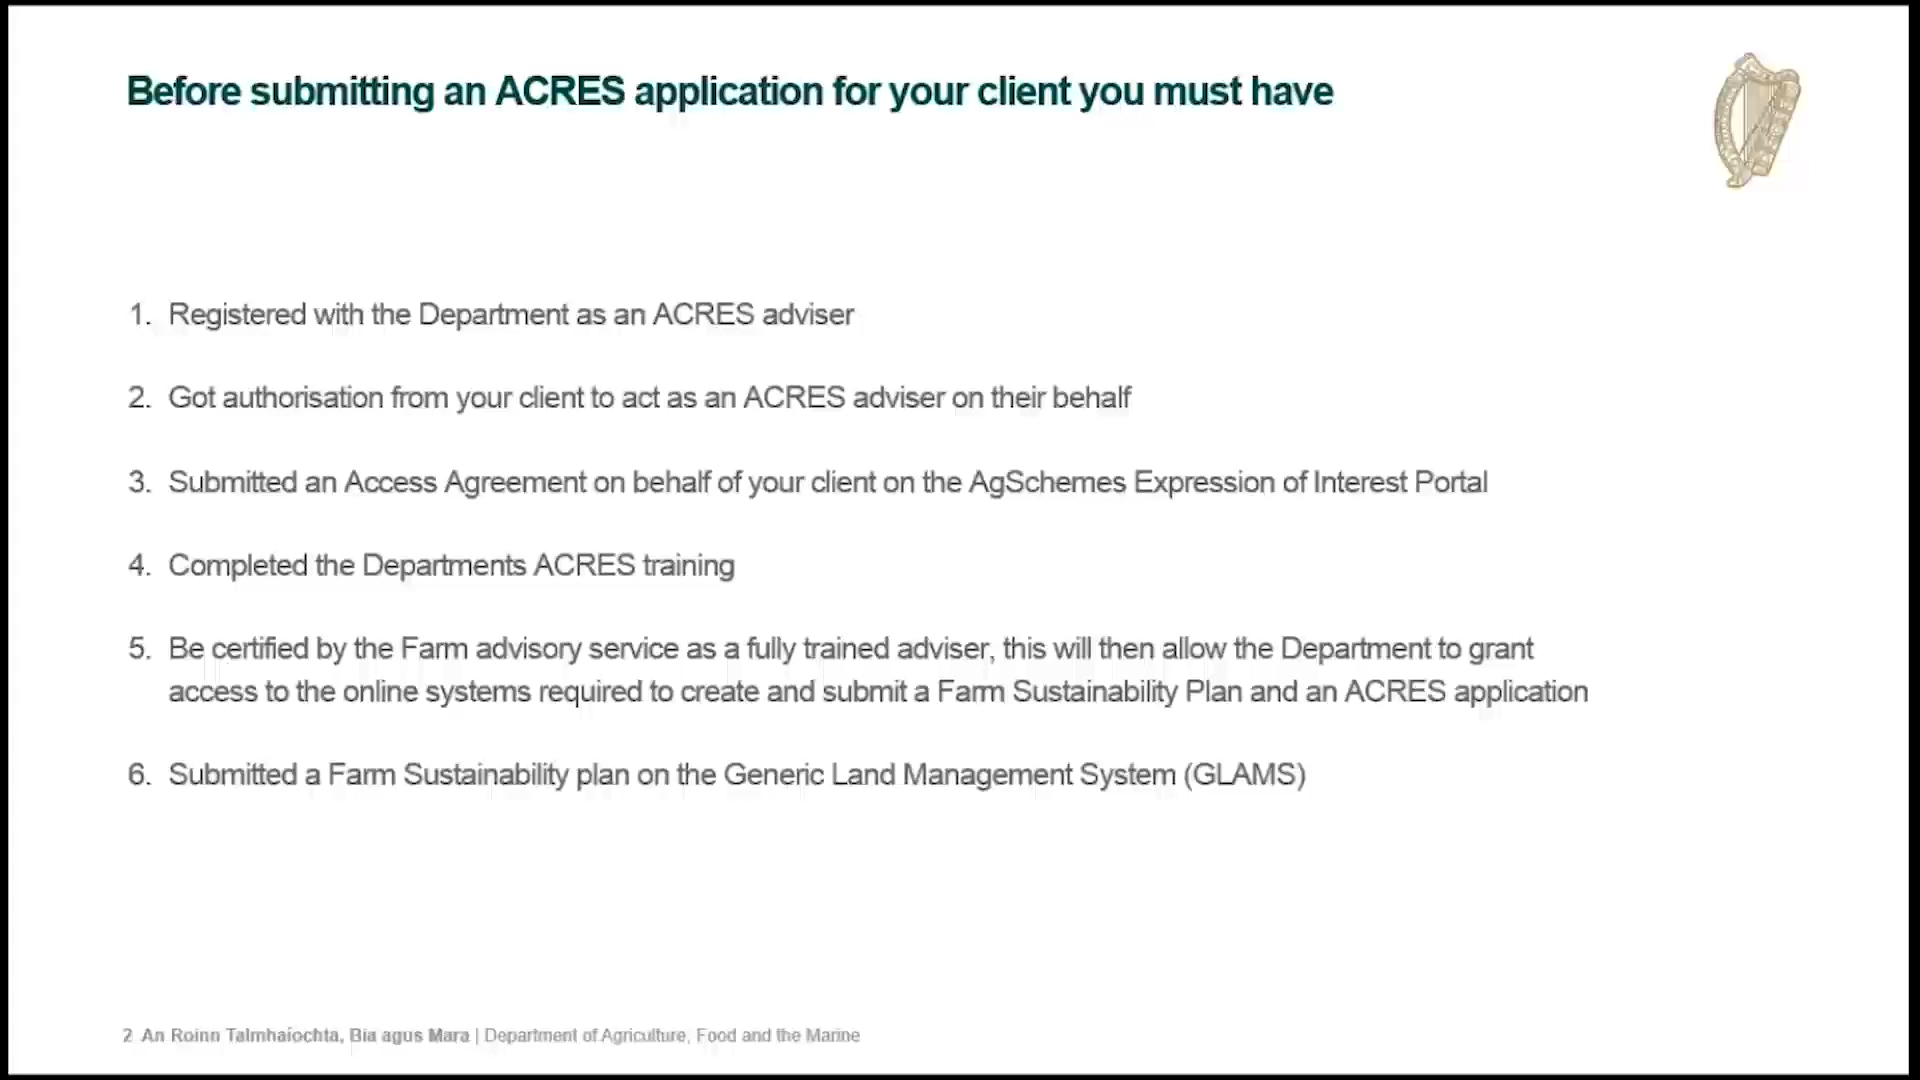 Before submitting an ACRES application for your client you must have
1. Registered with the Department as an ACRES adviser
2. Got authorisation from your client to act as an ACRES adviser on their behalf
3. Submitted an Access Agreement on behalf of your client on the AgSchemes Expression of Interest Portal
4. Completed the Departments ACRES training
5. Be certified by the Farm advisory service as a fully trained adviser, this will then allow the Department to grant
access to the online systems required to create and submit a Farm Sustainability Plan and an ACRES application
6. Submitted a Farm Sustainability plan on the Generic Land Management System (GLAMS)
2 An Roinn Talmhaíochta, Bia agus Mara | Department of Agriculture, Food and the Marine